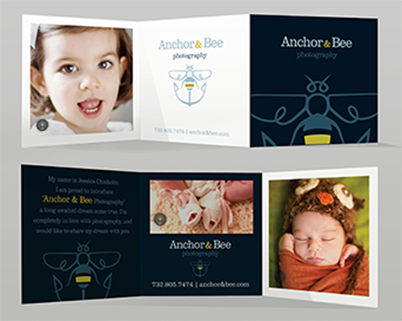 Anchor & Bee
photography
732.805.7474 | anchor&bee.com
Anchor & Bee
photography
My name is Jessica Chisholm.
I am proud to introduce
'Anchor & Bee Photography'
a long awaited dream come true. I'm
completely in love with photography, and
would like to share my dream with you.
Anchor & Bee
photography
732.805.7474 | anchor&bee.com